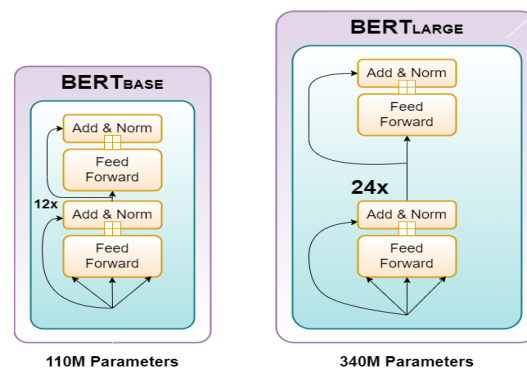 BERTBASE
Add & Norm
Feed
Forward
12x
Add & Norm
Feed
Forward
110M Parameters
BERTLARGE
Add & Norm
Feed
Forward
24x
Add & Norm
Feed
Forward
340M Parameters